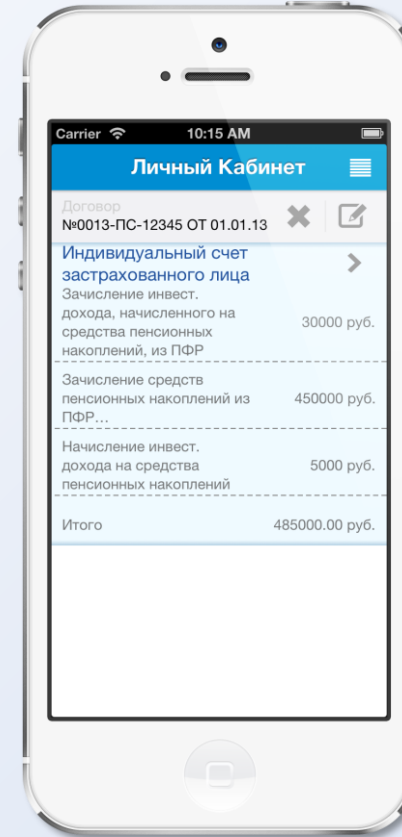 Carrier 10:15 AM
Личный Кабинет
Договор
№0013-ПС-12345 ОТ 01.01.13
Индивидуальный счет
застрахованного лица
Зачисление инвест.
дохода, начисленного на
средства пенсионных
накоплений, из ПФР
30000 руб.
Зачисление средств
пенсионных накоплений из
ПФР...
450000 руб.
Начисление инвест.
дохода на средства
пенсионных накоплений
5000 руб.
Итого 485000.00 руб.